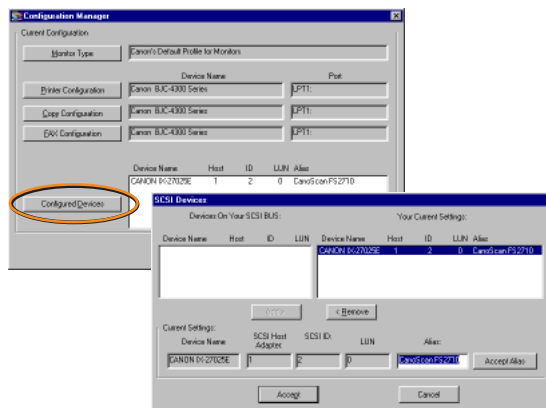 Configuration Manager
Current Configuration
Monitor Type Canon's Default Profile for Monitors
Device Name Port
Printer Configuration Canon BJC-4300 Series LPT1:
Copy Configuration Canon BJC-4300 Series LPT1:
FAX Configuration Canon BJC-4300 Series LPT1:
Device Name Host ID LUN Alias
CANON IX-27025E 1 2 0 CanoScan FS2710
Configured Devices
SCSI Devices
Devices On Your SCSI BUS: Your Current Settings:
Device Name Host ID LUN Device Name Host ID LUN Alias
CANON IX-27025E 1 2 0 CanoScan FS2710
< Remove
Current Settings:
Device Name SCSI Host Adapter: SCSI ID: LUN Alias:
CANON IX-27025E 1 2 0 CanoScan FS2710 Accept Alias
Accept Cancel